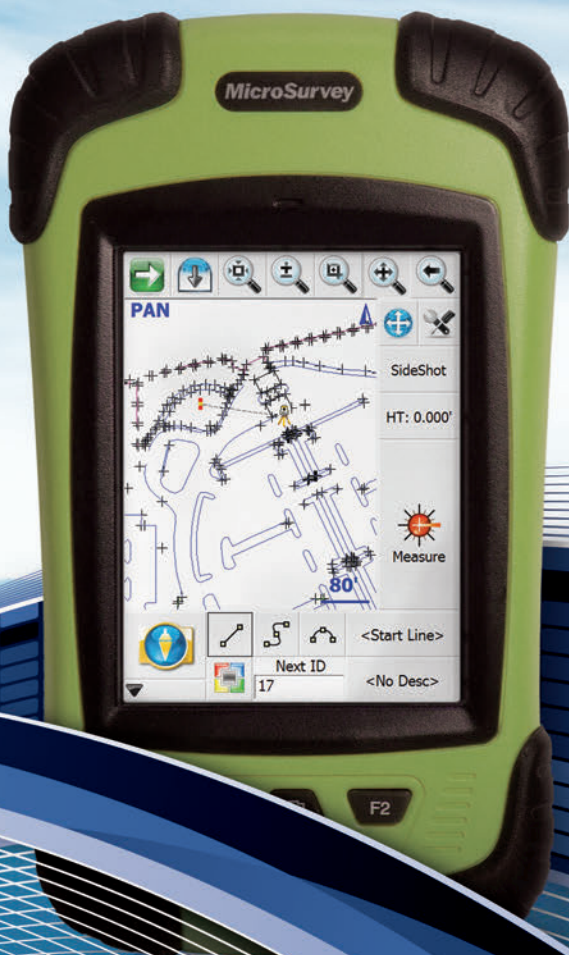 MicroSurvey
PAN
SideShot
HT: 0.000'
Measure
80'
<Start Line>
Next ID
17
<No Desc>
F2